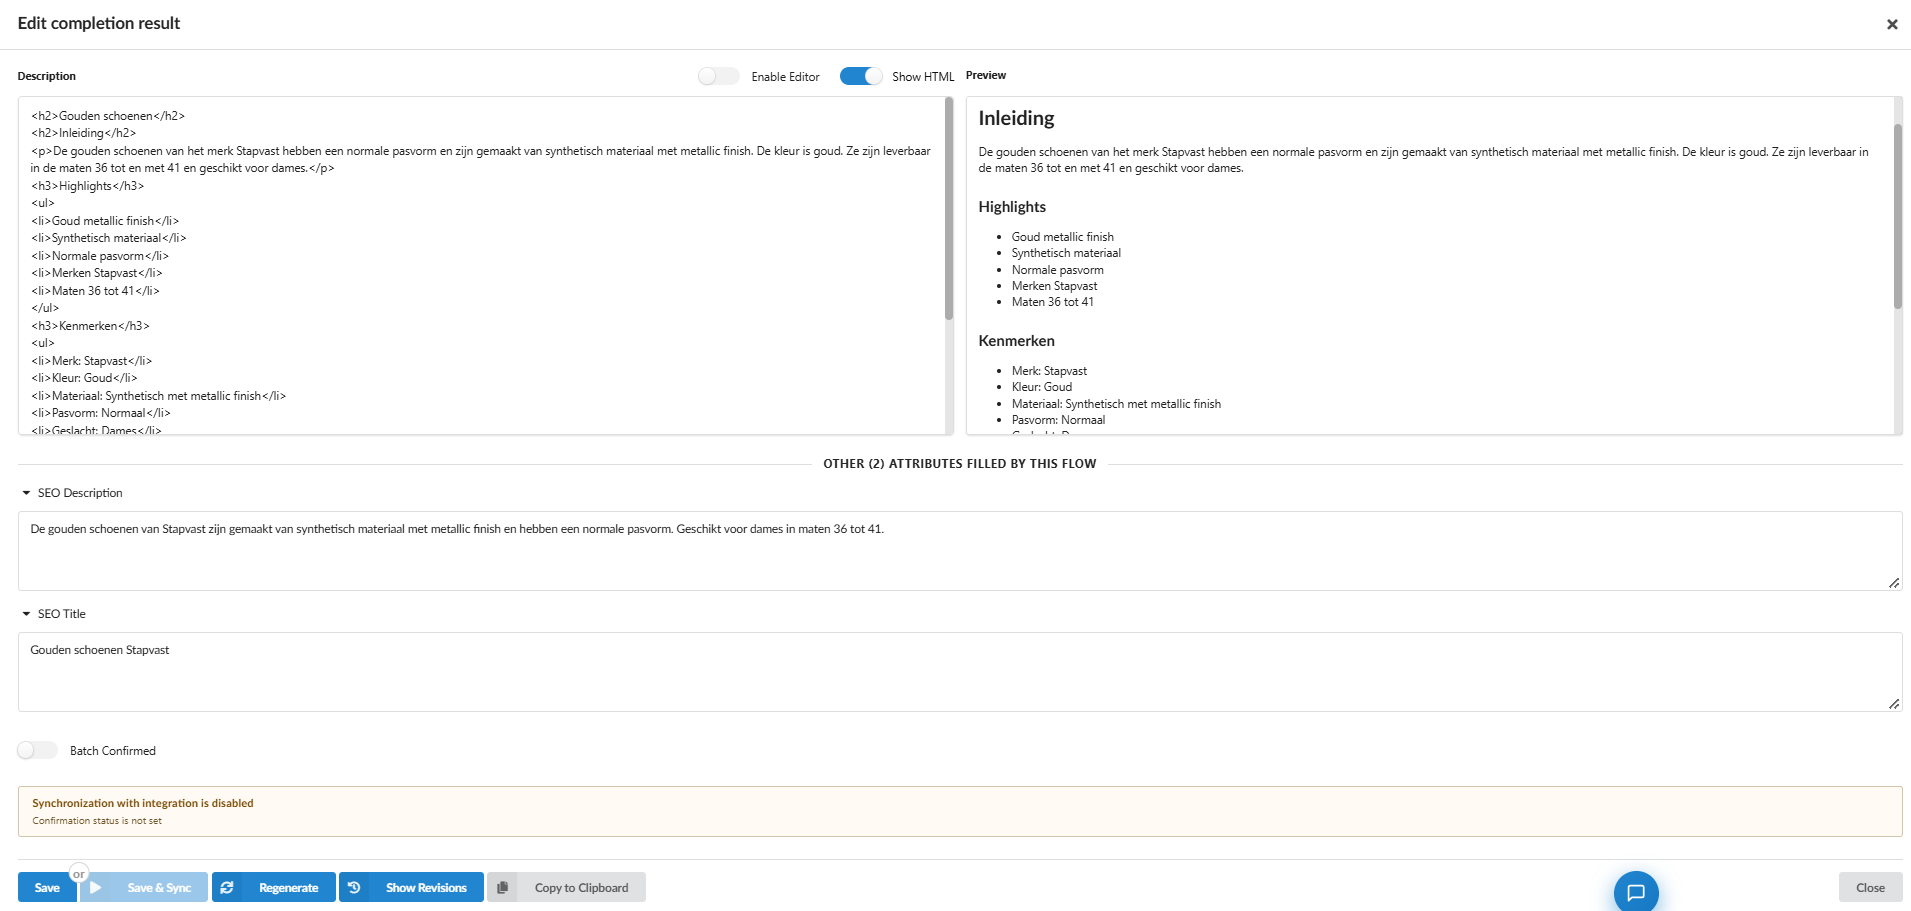 Edit completion result
Description
Enable Editor
Show HTML
Preview
<h2>Gouden schoenen</h2>
<h2>Inleiding</h2>
<p>De gouden schoenen van het merk Stapvast hebben een normale pasvorm en zijn gemaakt van synthetisch materiaal met metallic finish. De kleur is goud. Ze zijn leverbaar
in de maten 36 tot en met 41 en geschikt voor dames.</p>
<h3>Highlights</h3>
<ul>
<li>Goud metallic finish</li>
<li>Synthetisch materiaal</li>
<li>Normale pasvorm</li>
<li>Merken Stapvast</li>
<li>Maten 36 tot 41</li>
</ul>
<h3>Kenmerken</h3>
<ul>
<li>Merk: Stapvast</li>
<li>Kleur: Goud</li>
<li>Materiaal: Synthetisch met metallic finish</li>
<li>Pasvorm: Normaal</li>
<li>Geslacht: Dames</li>
Inleiding
De gouden schoenen van het merk Stapvast hebben een normale pasvorm en zijn gemaakt van synthetisch materiaal met metallic finish. De kleur is goud. Ze zijn leverbaar in
de maten 36 tot en met 41 en geschikt voor dames.
Highlights
• Goud metallic finish
• Synthetisch materiaal
• Normale pasvorm
• Merken Stapvast
• Maten 36 tot 41
Kenmerken
• Merk: Stapvast
• Kleur: Goud
• Materiaal: Synthetisch met metallic finish
• Pasvorm: Normaal
OTHER (2) ATTRIBUTES FILLED BY THIS FLOW
SEO Description
De gouden schoenen van Stapvast zijn gemaakt van synthetisch materiaal met metallic finish en hebben een normale pasvorm. Geschikt voor dames in maten 36 tot 41.
SEO Title
Gouden schoenen Stapvast
Batch Confirmed
Synchronization with integration is disabled
Confirmation status is not set
Save
or
Save & Sync
Regenerate
Show Revisions
Copy to Clipboard
Close